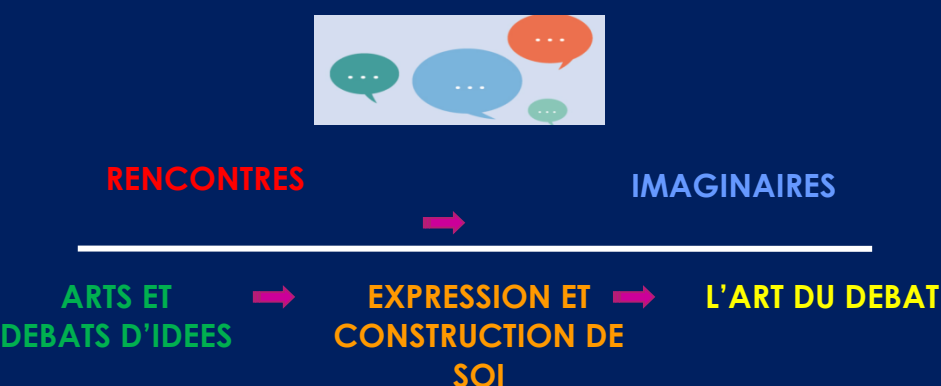 RENCONTRES
IMAGINAIRES
ARTS ET
DEBATS D'IDEES
EXPRESSION ET
CONSTRUCTION DE
SOI
L’ART DU DEBAT